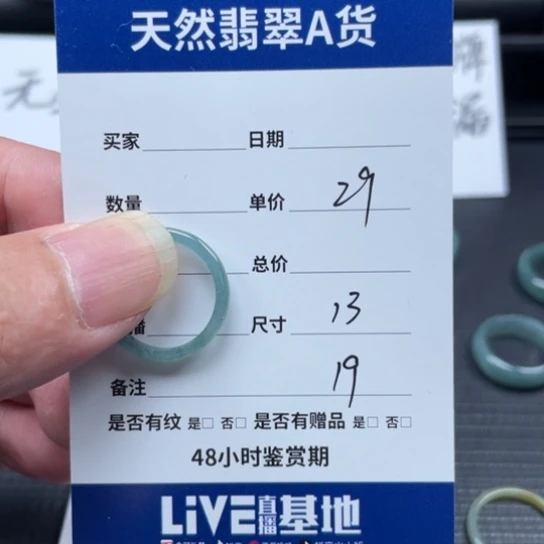 天然翡翠A货
买家 日期
数量 单价 29
总价
播 尺寸 13
备注 19
是否有纹 是□ 否□ 是否有赠品 是□ 否□
48小时鉴赏期
LiVE直播基地